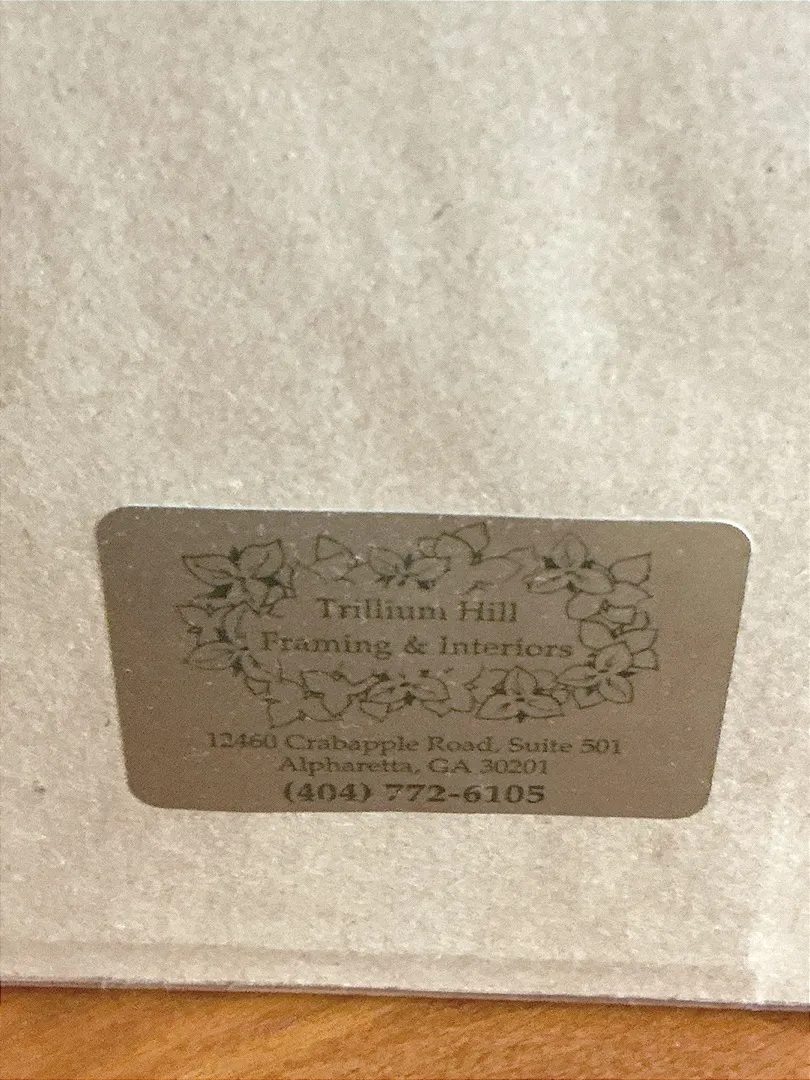 Trillium Hill
Framing & Interiors
12460 Crabapple Road, Suite 501
Alpharetta, GA 30201
(404) 772-6105